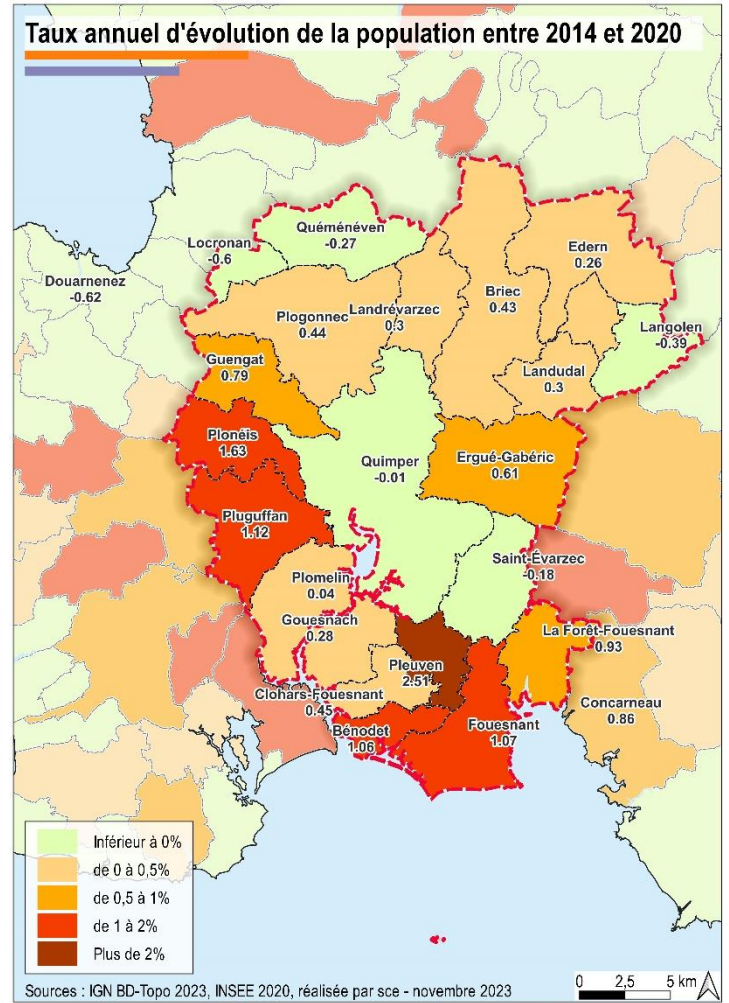 Taux annuel d'évolution de la population entre 2014 et 2020
Quéménéven
-0.27
Locronan
-0.6
Edern
0.26
Douarnenez
-0.62
Briec
0.43
Plogonnec
0.44
Landrévarzec
0.3
Langolen
-0.39
Guengat
0.79
Landudal
0.3
Plonéis
1.63
Quimper
-0.01
Ergué-Gabéric
0.61
Pluguffan
1.12
Saint-Évarzec
-0.18
Plomelin
0.04
Gouesnach
0.28
La Forêt-Fouesnant
0.93
Pleuven
2.51
Clohars-Fouesnant
0.45
Concarneau
0.86
Bénodet
1.06
Fouesnant
1.07
Inférieur à 0%
de 0 à 0,5%
de 0,5 à 1%
de 1 à 2%
Plus de 2%
Sources : IGN BD-Topo 2023, INSEE 2020, réalisée par sce - novembre 2023
0 2,5 5 km